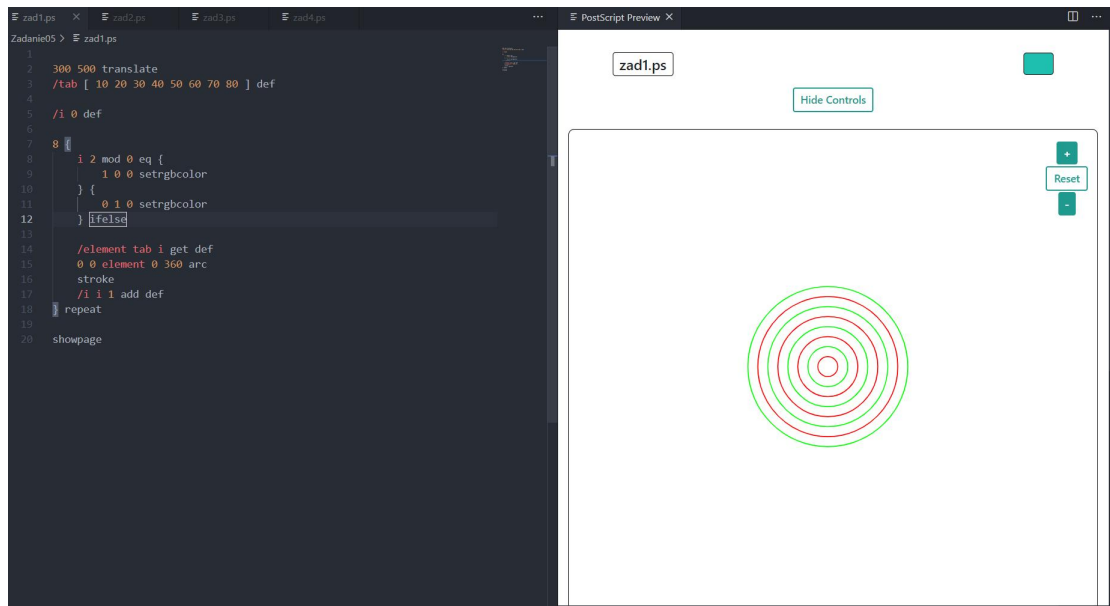 zad1.ps × zad2.ps zad3.ps zad4.ps ···
Zadanie05 > zad1.ps
1
2 300 500 translate
3 /tab [ 10 20 30 40 50 60 70 80 ] def
4
5 /i 0 def
6
7 8 {
8 i 2 mod 0 eq {
9 1 0 0 setrgbcolor
10 } {
11 0 1 0 setrgbcolor
12 } ifelse
13
14 /element tab i get def
15 0 0 element 0 360 arc
16 stroke
17 /i i 1 add def
18 } repeat
19
20 showpage
PostScript Preview × ···
zad1.ps
Hide Controls
+
Reset
-